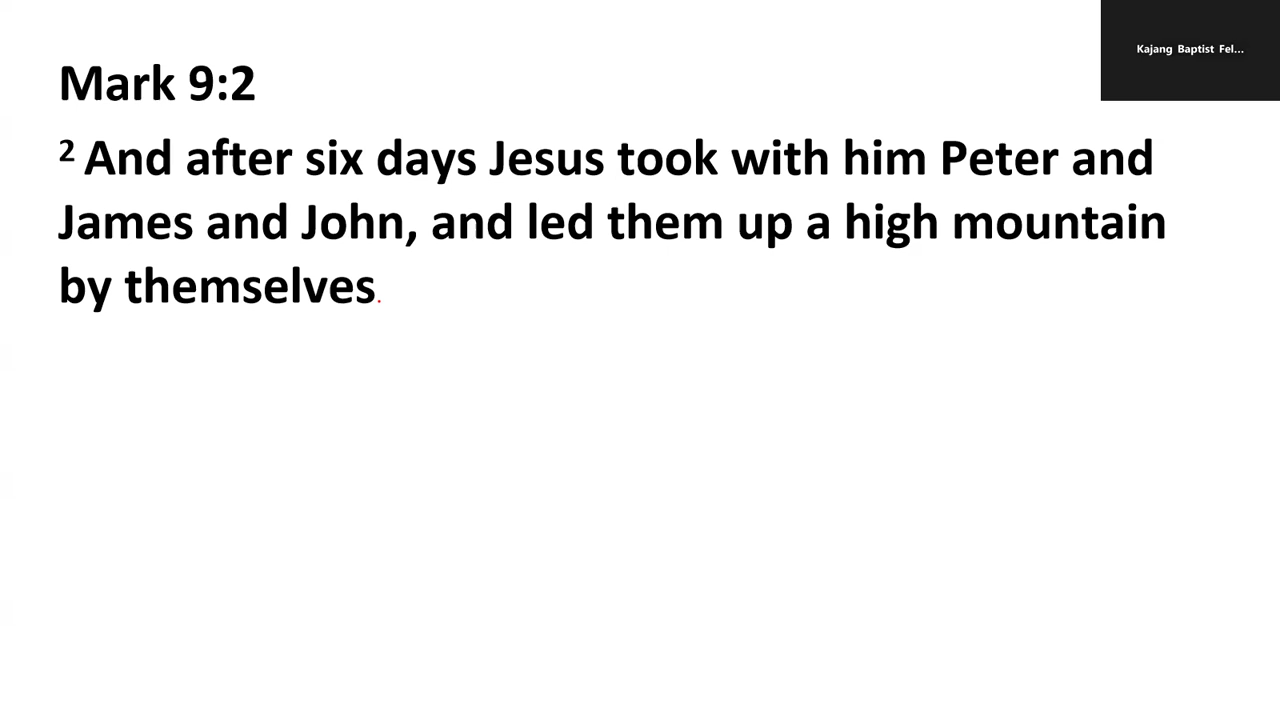 Kajang Baptist Fel...
Mark 9:2
2 And after six days Jesus took with him Peter and
James and John, and led them up a high mountain
by themselves.